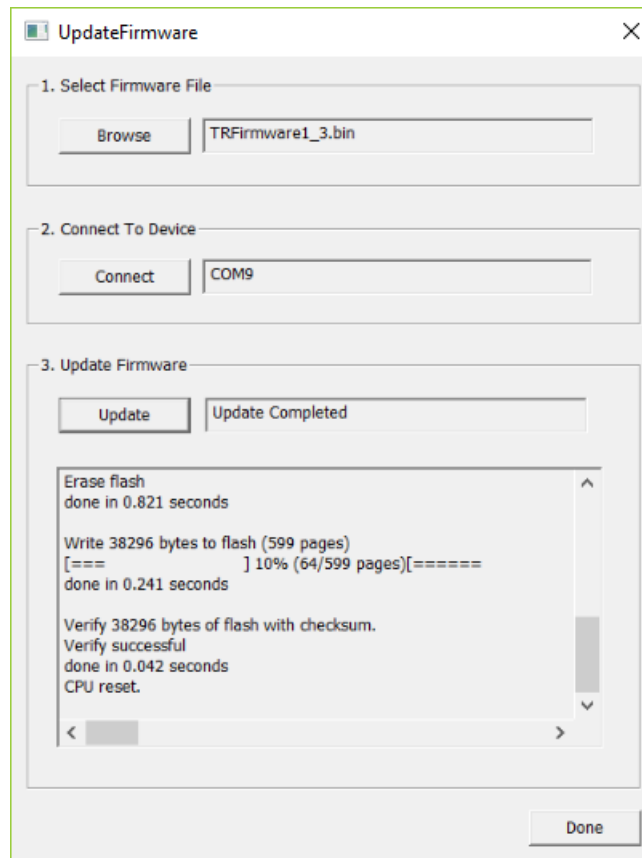 UpdateFirmware
1. Select Firmware File
Browse
TRFirmware1_3.bin
2. Connect To Device
Connect
COM9
3. Update Firmware
Update
Update Completed
Erase flash
done in 0.821 seconds
Write 38296 bytes to flash (599 pages)
[===                    ] 10% (64/599 pages)[======
done in 0.241 seconds
Verify 38296 bytes of flash with checksum.
Verify successful
done in 0.042 seconds
CPU reset.
Done